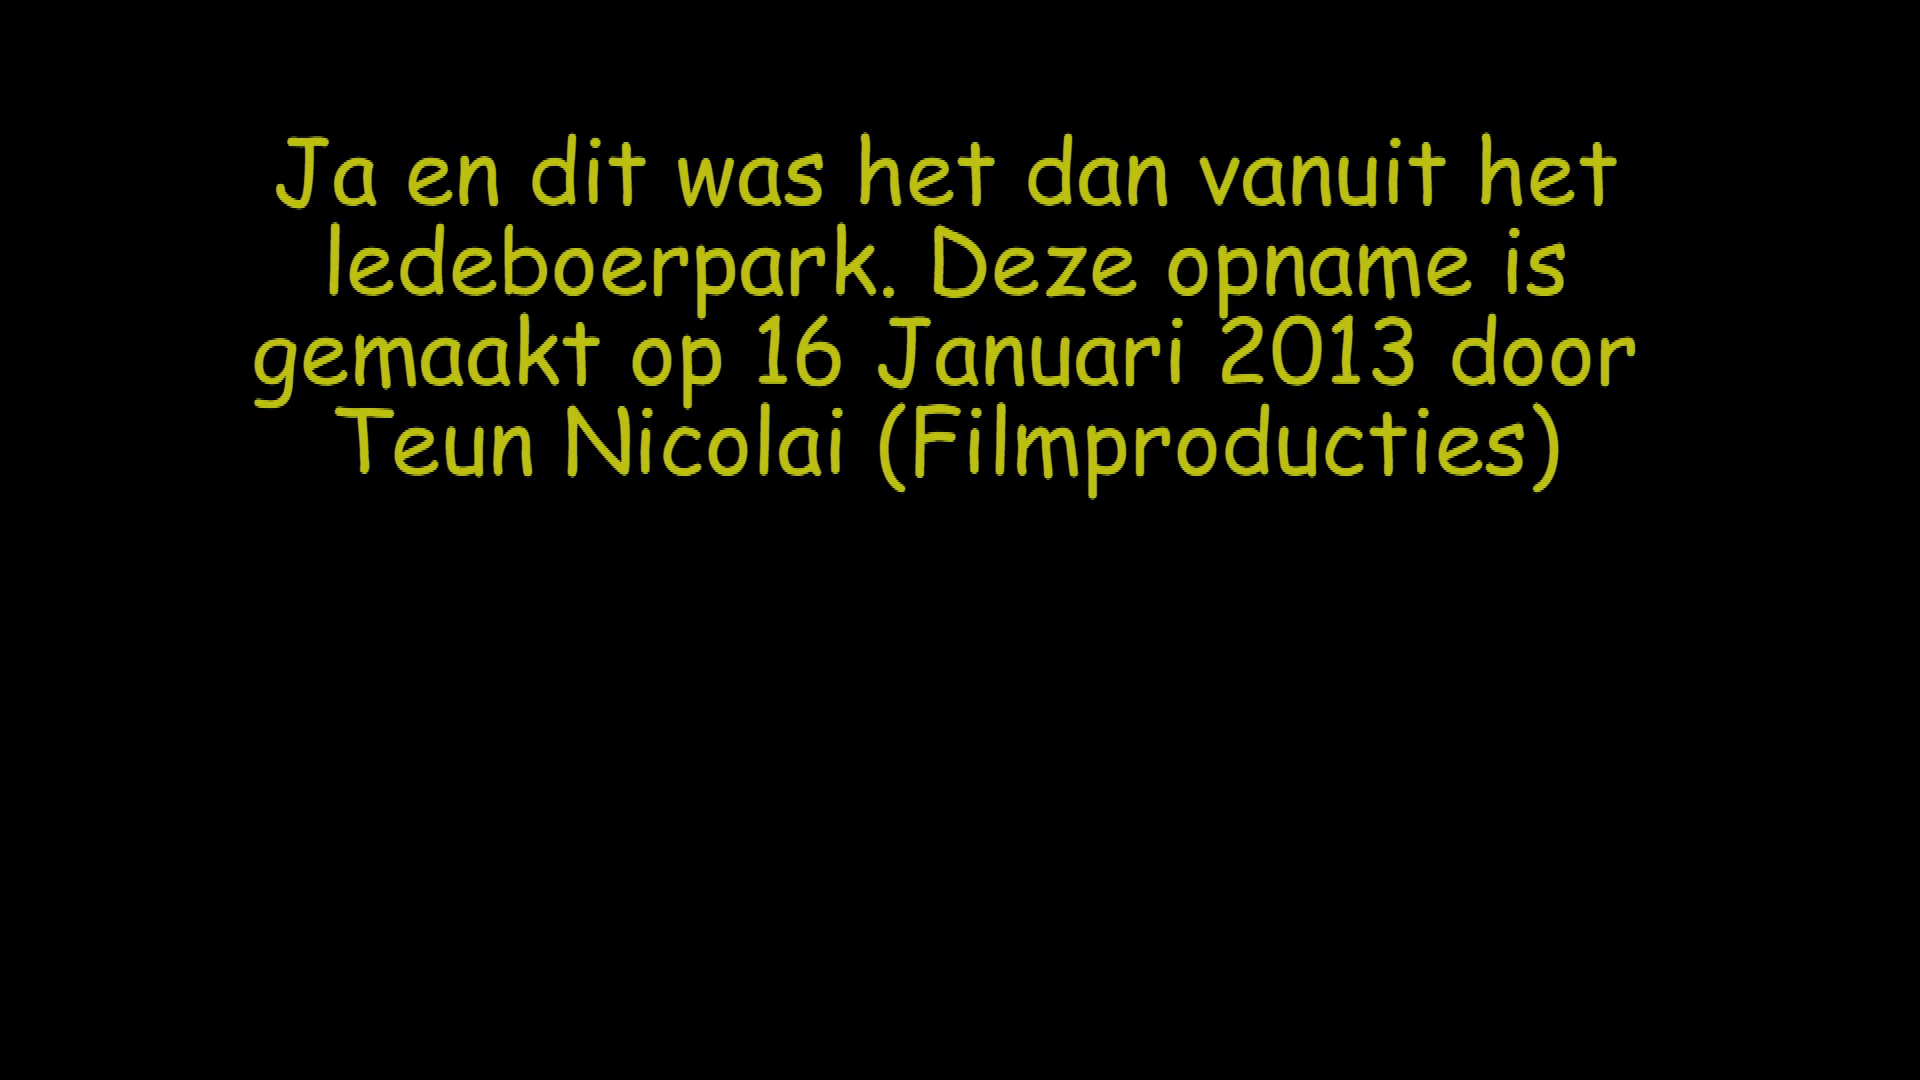 Ja en dit was het dan vanuit het
ledeboerpark. Deze opname is
gemaakt op 16 Januari 2013 door
Teun Nicolai (Filmproducties)